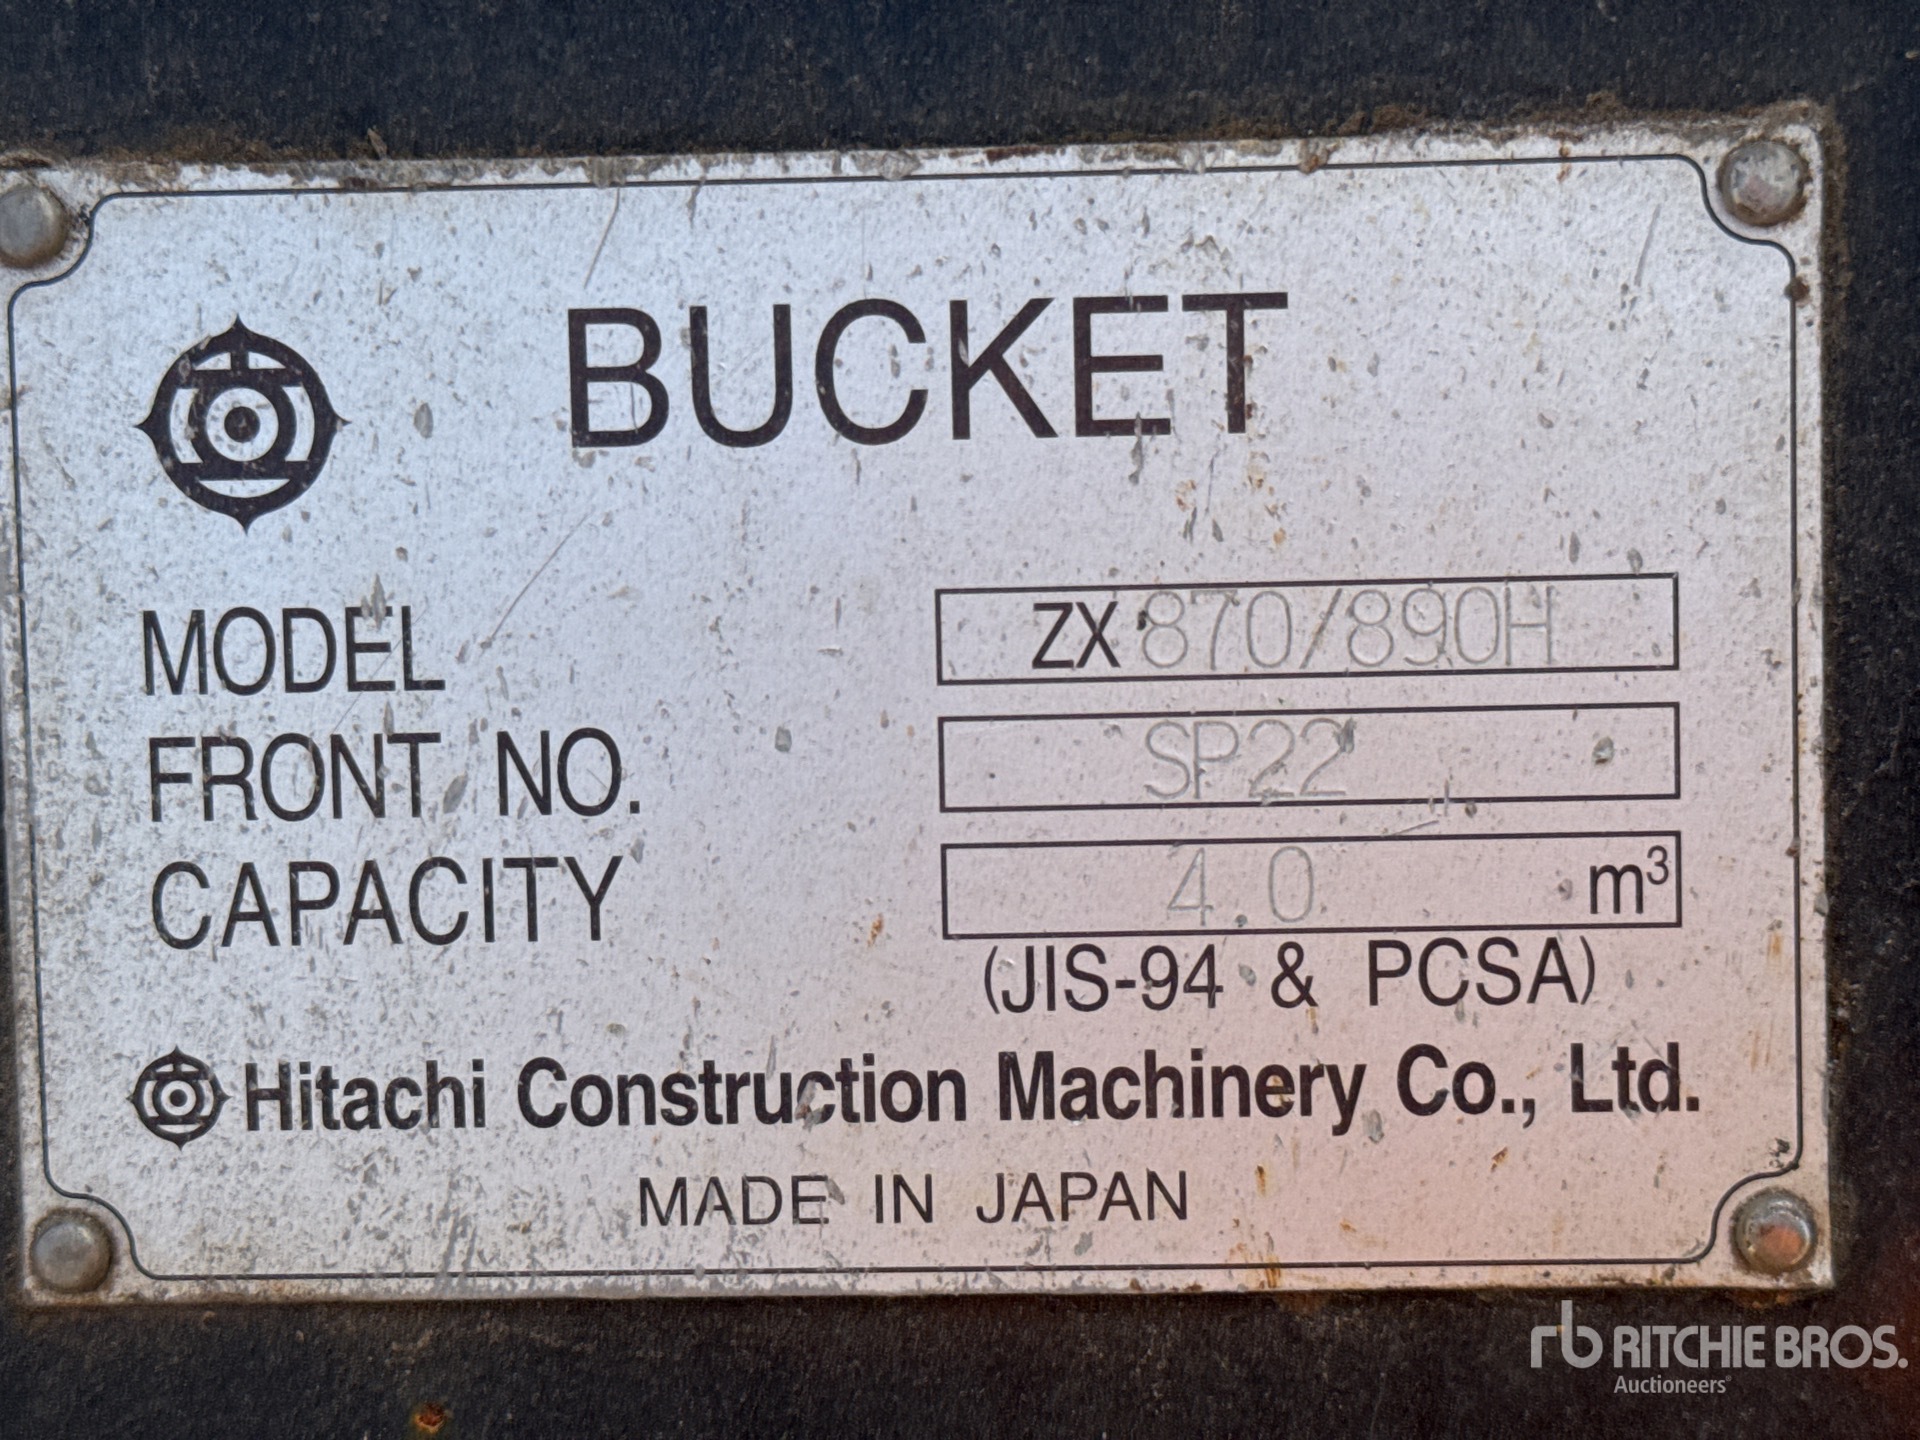 BUCKET
MODEL ZX 870/890H
FRONT NO. SP22
CAPACITY 4.0 m³
(JIS-94 & PCSA)
Hitachi Construction Machinery Co., Ltd.
MADE IN JAPAN
rb RITCHIE BROS.
Auctioneers